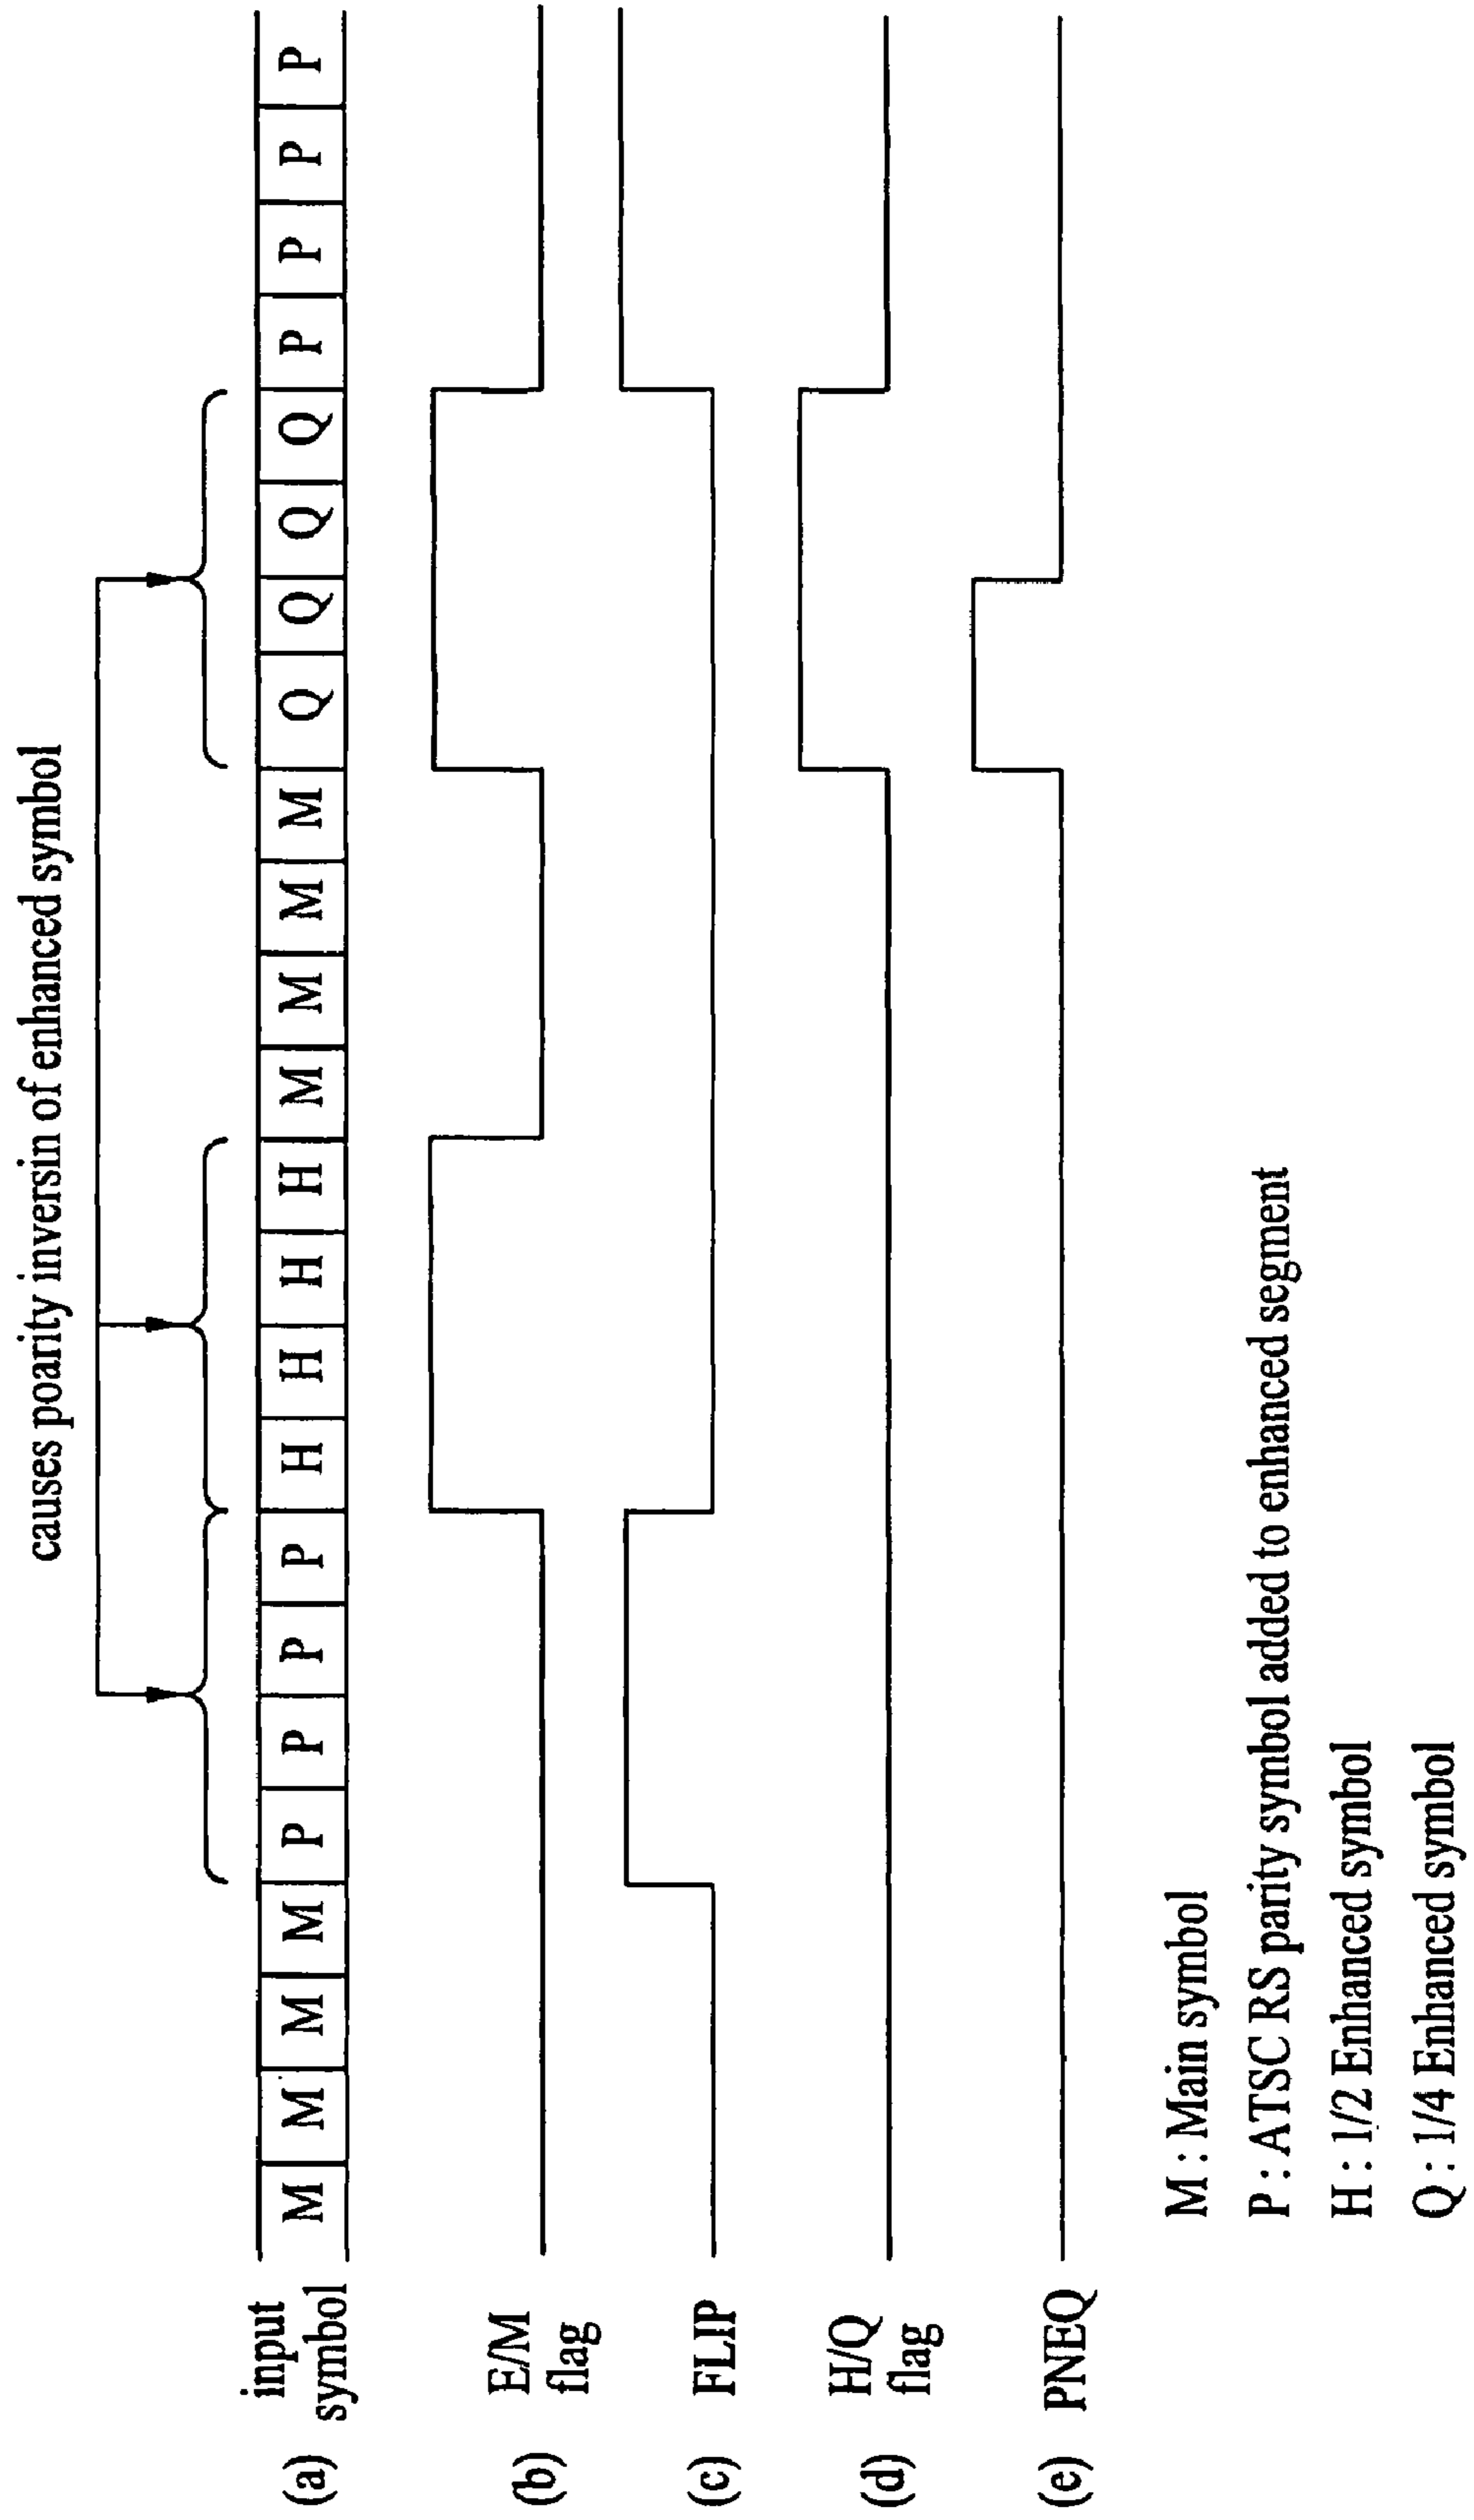 causes poarity inversin of enhanced symbol
(a) input symbol M M M M P P P P H H H H M M M M Q Q Q Q P P P P
(b) E/M flag
(c) FLIP
(d) H/Q flag
(e) PNEQ
M : Main symbol
P : ATSC RS parity symbol added to enhanced segment
H : 1/2 Enhanced symbol
Q : 1/4 Enhanced symbol